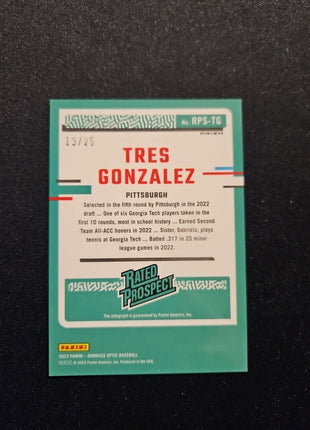 No. RPS-TG
PRIZM
13/25
TRES
GONZALEZ
PITTSBURGH
Selected in the fifth round by Pittsburgh in the 2022
draft ... One of six Georgia Tech players taken in the
first 10 rounds, most in school history ... Earned Second
Team All-ACC honors in 2022 ... Sister, Gabriela, plays
tennis at Georgia Tech ... Batted .317 in 25 minor
league games in 2022.
RATED
PROSPECT
The autograph is guaranteed by Panini America, Inc.
PANINI
2023 PANINI – DONRUSS OPTIC BASEBALL
© 2023 Panini America, Inc. Produced in the USA.